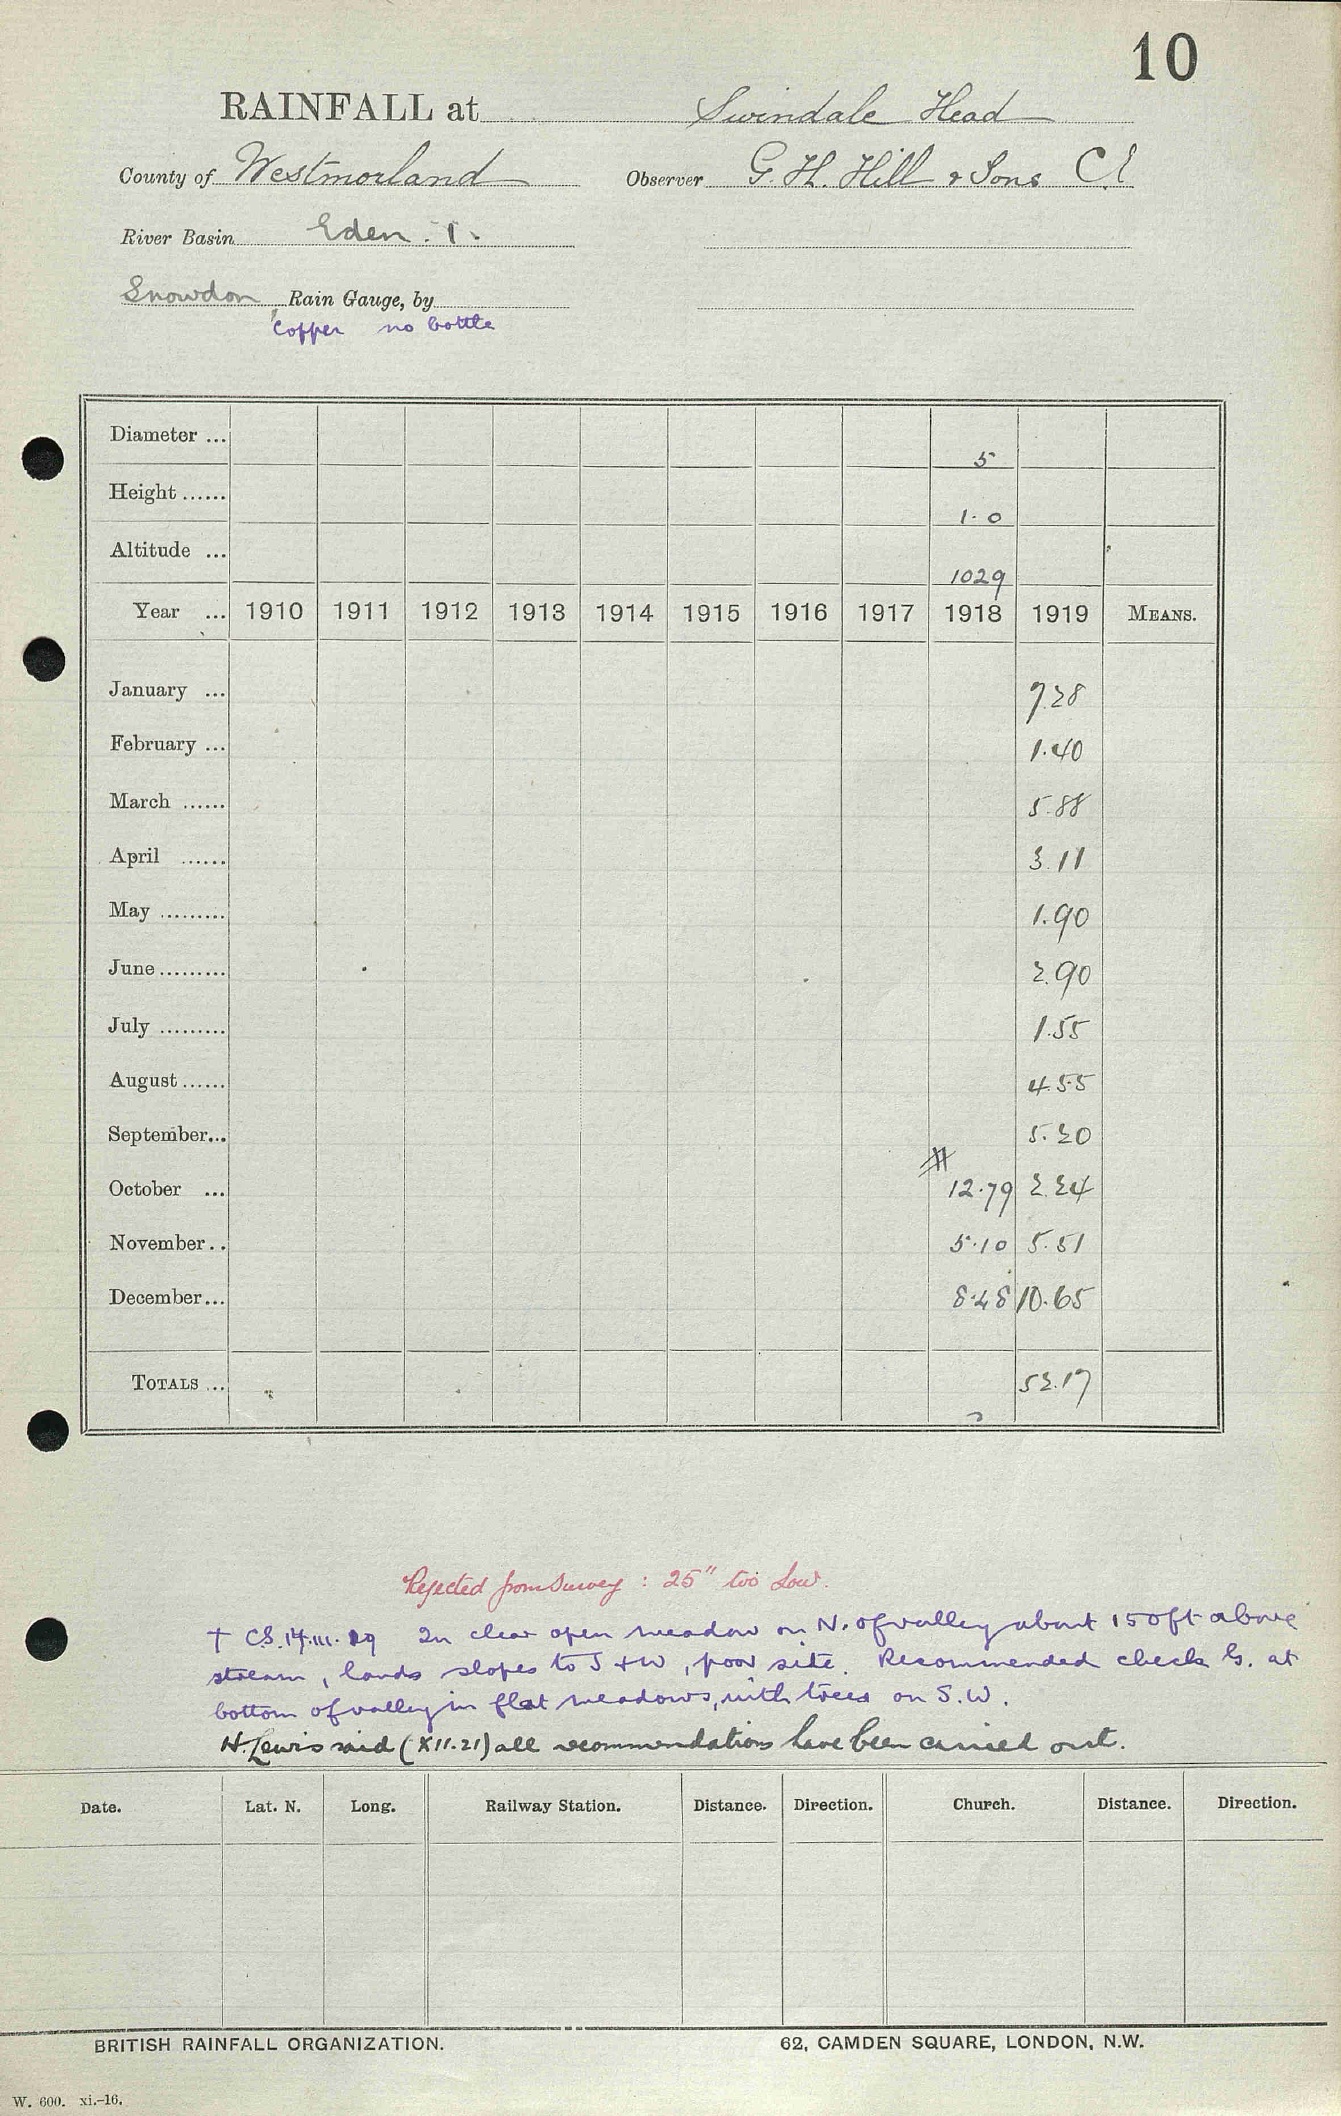 10
RAINFALL at Swindale Head
County of Westmorland Observer G. H. Hill & Sons C.E
River Basin Eden. 1.
Snowdon Rain Gauge, by
copper no bottle
Diameter ... 5
Height ...... 1.0
Altitude ... 1029
Year ... 1910 1911 1912 1913 1914 1915 1916 1917 1918 1919 MEANS.
January ... 7.28
February ... 1.40
March ...... 5.88
April ...... 3.11
May ......... 1.90
June ......... 2.90
July ......... 1.55
August ...... 4.55
September... 5.20
October ... # 12.79 2.24
November.. 5.10 5.51
December... 8.48 10.65
TOTALS ... 52.17
Rejected from Survey : 25" too low.
† C.S. 14.III.19 In clear open meadow on N. of valley about 150ft above
stream, lands slopes to S + W, poor site. Recommended check G. at
bottom of valley in flat meadows, with trees on S.W.
H. Lewis said (XII.21) all recommendations have been carried out.
Date. Lat. N. Long. Railway Station. Distance. Direction. Church. Distance. Direction.
BRITISH RAINFALL ORGANIZATION. 62, CAMDEN SQUARE, LONDON, N.W.
W. 600. xi.-16.